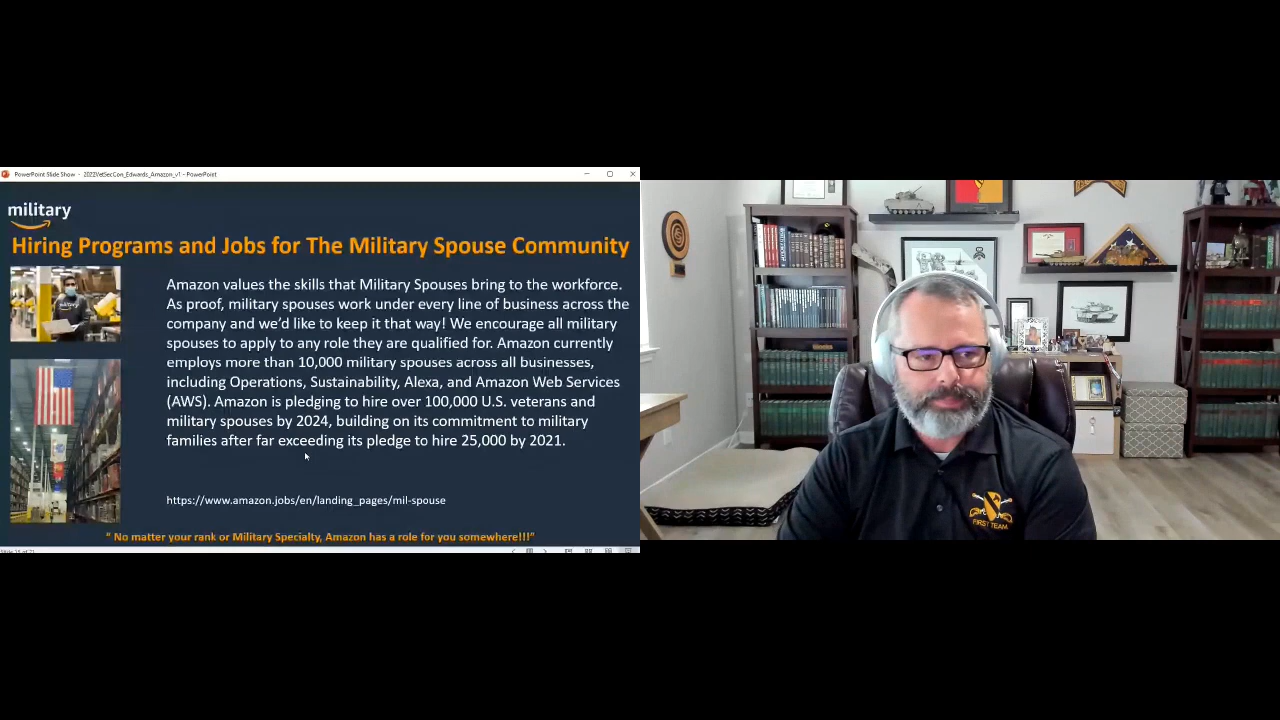 PowerPoint Slide Show - 2022VetSecCon_Edwards_Amazon_v1 - PowerPoint
military
Hiring Programs and Jobs for The Military Spouse Community
Amazon values the skills that Military Spouses bring to the workforce.
As proof, military spouses work under every line of business across the
company and we'd like to keep it that way! We encourage all military
spouses to apply to any role they are qualified for. Amazon currently
employs more than 10,000 military spouses across all businesses,
including Operations, Sustainability, Alexa, and Amazon Web Services
(AWS). Amazon is pledging to hire over 100,000 U.S. veterans and
military spouses by 2024, building on its commitment to military
families after far exceeding its pledge to hire 25,000 by 2021.
https://www.amazon.jobs/en/landing_pages/mil-spouse
" No matter your rank or Military Specialty, Amazon has a role for you somewhere!!!"
FIRST TEAM